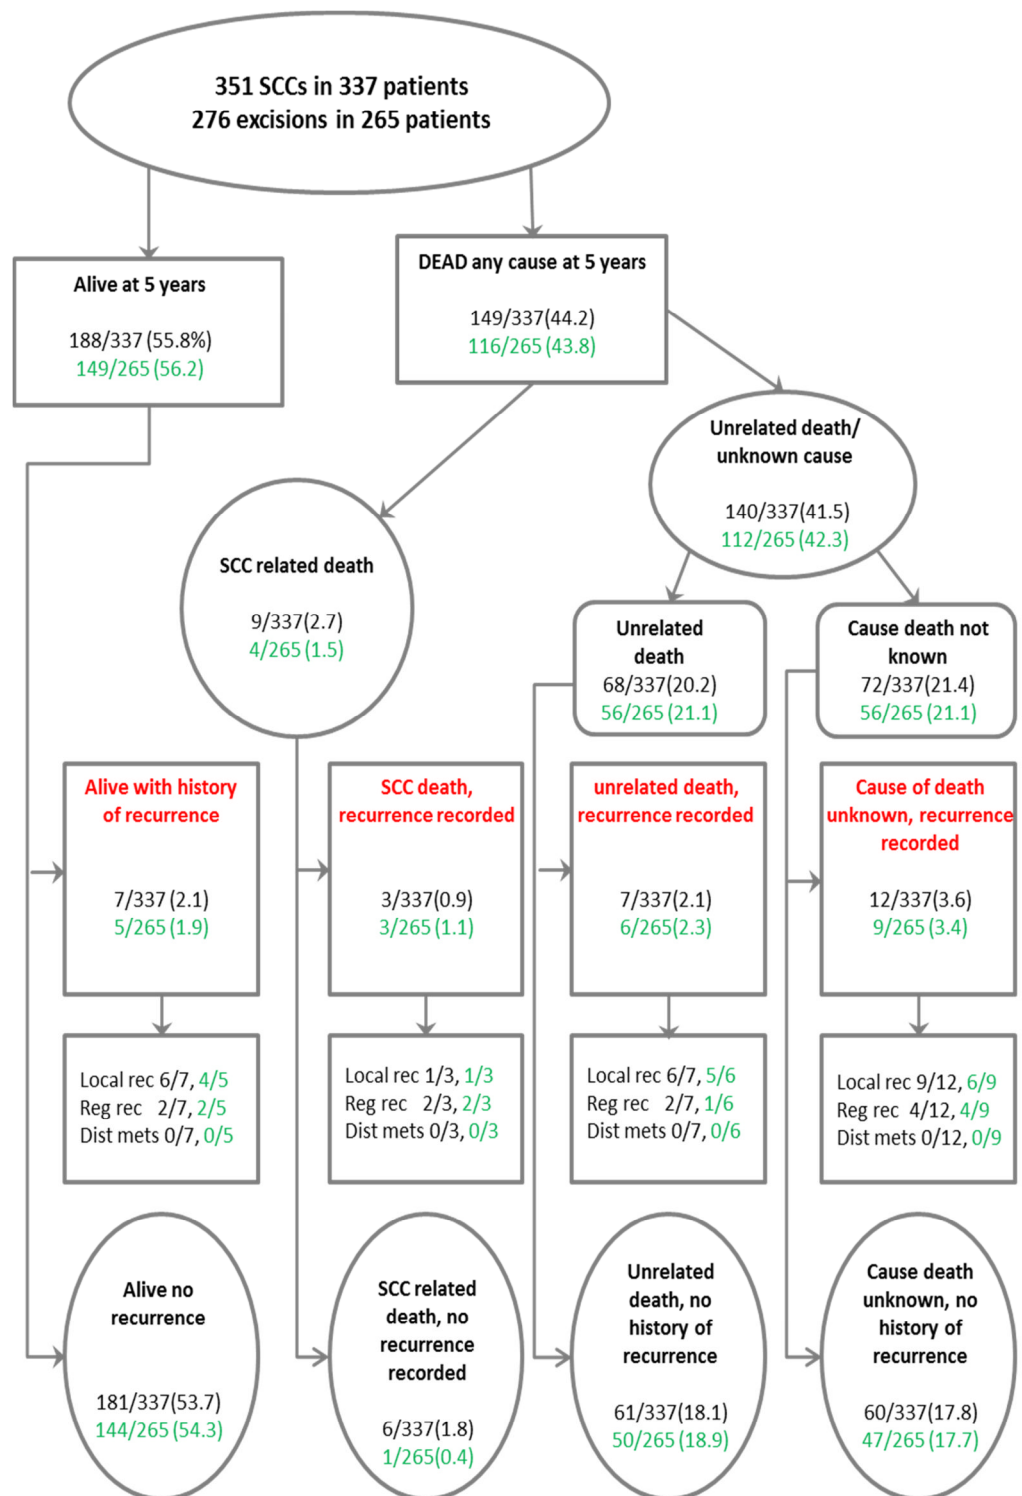 351 SCCs in 337 patients
276 excisions in 265 patients
Alive at 5 years
188/337 (55.8%)
149/265 (56.2)
DEAD any cause at 5 years
149/337(44.2)
116/265 (43.8)
Unrelated death/
unknown cause
140/337(41.5)
112/265 (42.3)
SCC related death
9/337(2.7)
4/265 (1.5)
Unrelated
death
68/337(20.2)
56/265 (21.1)
Cause death not
known
72/337(21.4)
56/265 (21.1)
Alive with history
of recurrence
7/337 (2.1)
5/265 (1.9)
SCC death,
recurrence recorded
3/337(0.9)
3/265 (1.1)
unrelated death,
recurrence recorded
7/337(2.1)
6/265(2.3)
Cause of death
unknown, recurrence
recorded
12/337(3.6)
9/265 (3.4)
Local rec 6/7, 4/5
Reg rec 2/7, 2/5
Dist mets 0/7, 0/5
Local rec 1/3, 1/3
Reg rec 2/3, 2/3
Dist mets 0/3, 0/3
Local rec 6/7, 5/6
Reg rec 2/7, 1/6
Dist mets 0/7, 0/6
Local rec 9/12, 6/9
Reg rec 4/12, 4/9
Dist mets 0/12, 0/9
Alive no
recurrence
181/337(53.7)
144/265 (54.3)
SCC related
death, no
recurrence
recorded
6/337(1.8)
1/265(0.4)
Unrelated
death, no
history of
recurrence
61/337(18.1)
50/265 (18.9)
Cause death
unknown, no
history of
recurrence
60/337(17.8)
47/265 (17.7)